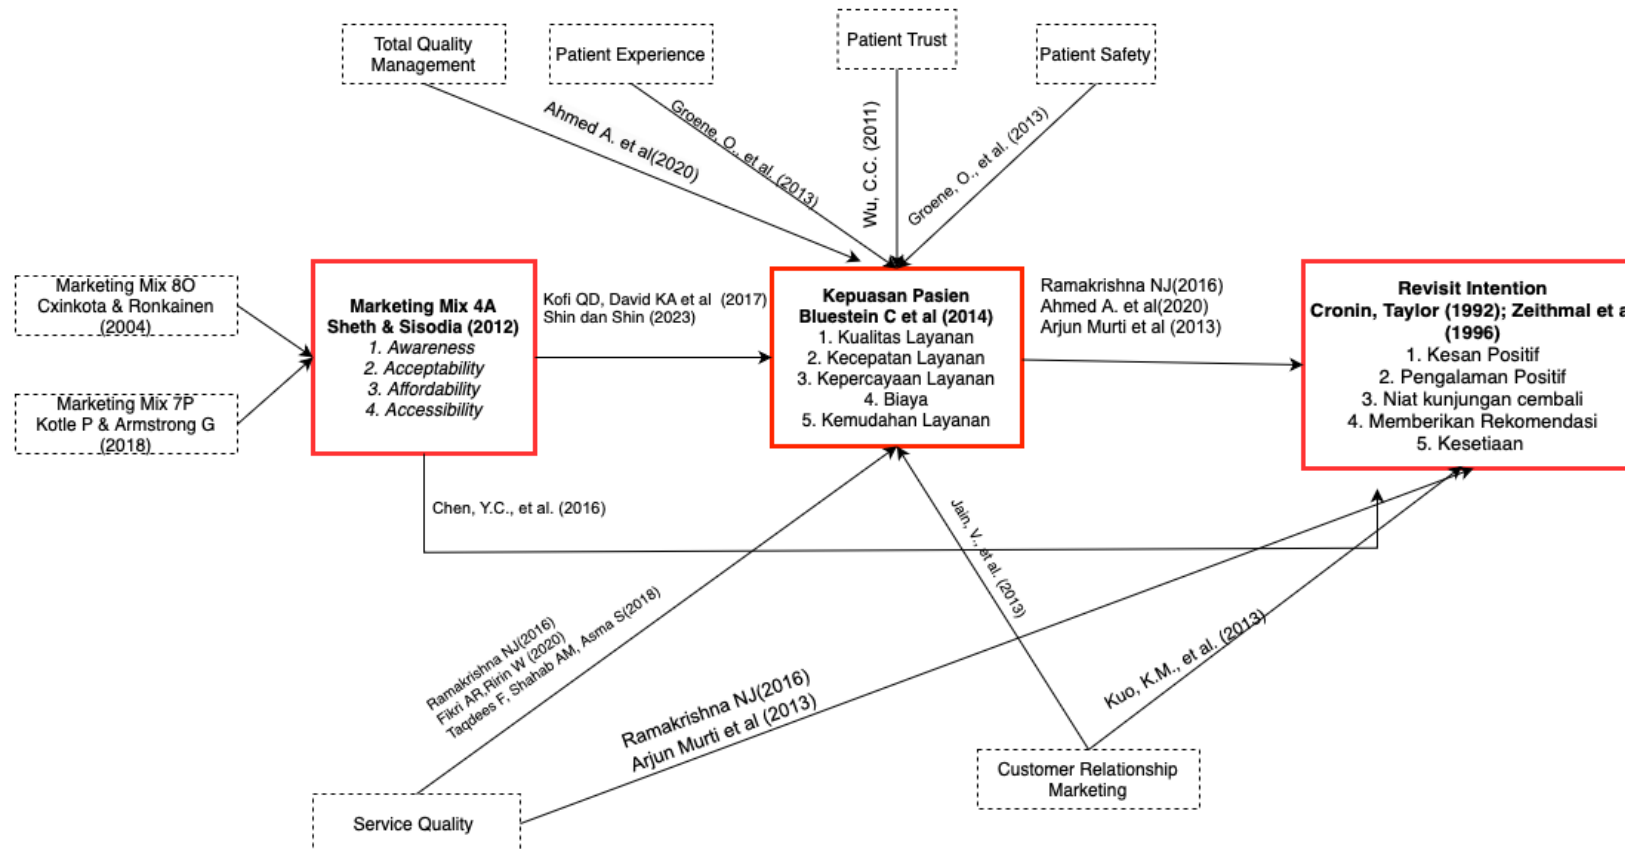 Total Quality
Management
Patient Experience
Patient Trust
Patient Safety
Ahmed A. et al(2020)
Groene, O., et al. (2013)
Wu, C.C. (2011)
Groene, O., et al. (2013)
Marketing Mix 8O
Cxinkota & Ronkainen
(2004)
Marketing Mix 7P
Kotle P & Armstrong G
(2018)
Marketing Mix 4A
Sheth & Sisodia (2012)
1. Awareness
2. Acceptability
3. Affordability
4. Accessibility
Kofi QD, David KA et al (2017)
Shin dan Shin (2023)
Kepuasan Pasien
Bluestein C et al (2014)
1. Kualitas Layanan
2. Kecepatan Layanan
3. Kepercayaan Layanan
4. Biaya
5. Kemudahan Layanan
Ramakrishna NJ(2016)
Ahmed A. et al(2020)
Arjun Murti et al (2013)
Revisit Intention
Cronin, Taylor (1992); Zeithmal et a
(1996)
1. Kesan Positif
2. Pengalaman Positif
3. Niat kunjungan cembali
4. Memberikan Rekomendasi
5. Kesetiaan
Chen, Y.C., et al. (2016)
Ramakrishna NJ(2016)
Fikri AR,Ririn W (2020)
Taqdees F, Shahab AM, Asma S(2018)
Ramakrishna NJ(2016)
Arjun Murti et al (2013)
Jain, V., et al. (2013)
Kuo, K.M., et al. (2013)
Customer Relationship
Marketing
Service Quality